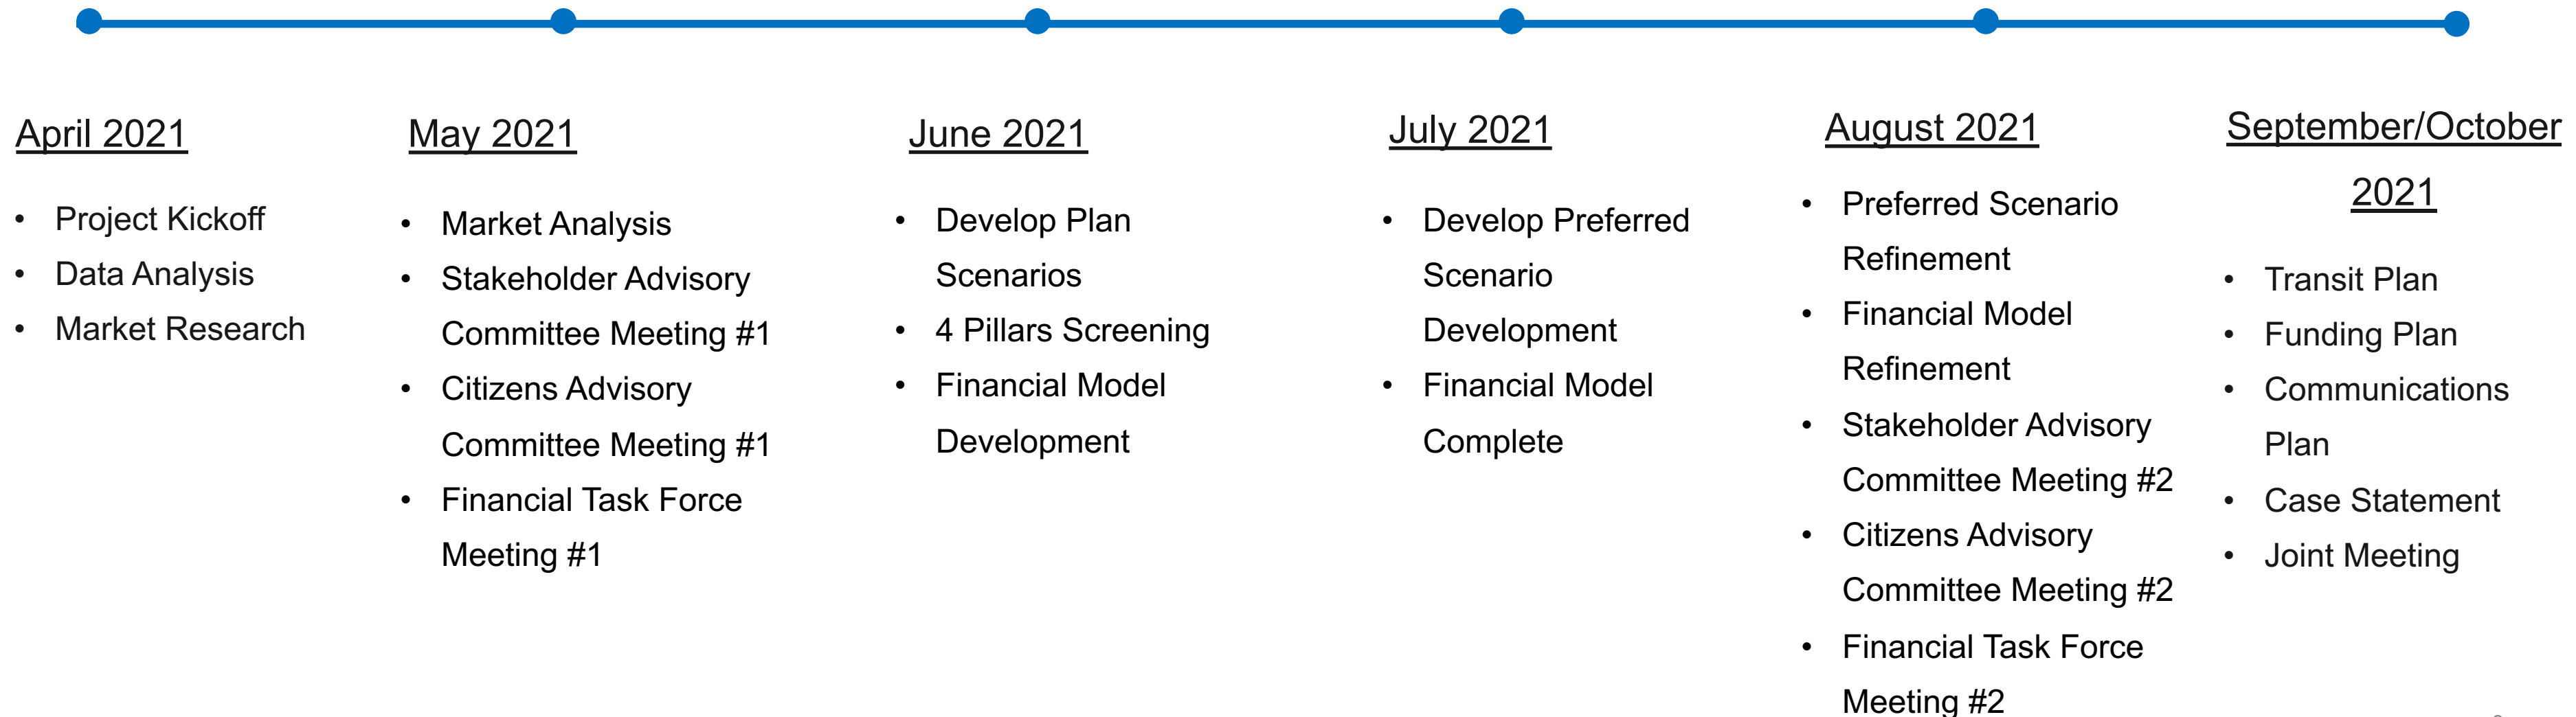 April 2021
• Project Kickoff
• Data Analysis
• Market Research
May 2021
• Market Analysis
• Stakeholder Advisory
Committee Meeting #1
• Citizens Advisory
Committee Meeting #1
• Financial Task Force
Meeting #1
June 2021
• Develop Plan
Scenarios
• 4 Pillars Screening
• Financial Model
Development
July 2021
• Develop Preferred
Scenario
Development
• Financial Model
Complete
August 2021
• Preferred Scenario
Refinement
• Financial Model
Refinement
• Stakeholder Advisory
Committee Meeting #2
• Citizens Advisory
Committee Meeting #2
• Financial Task Force
Meeting #2
September/October
2021
• Transit Plan
• Funding Plan
• Communications
Plan
• Case Statement
• Joint Meeting